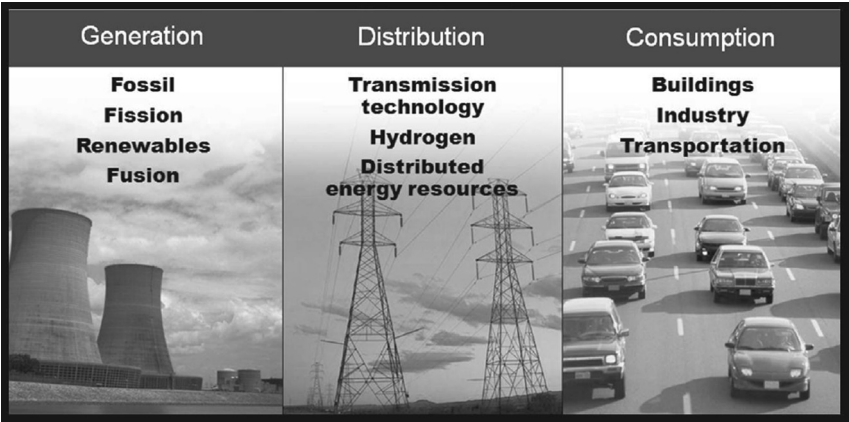 Generation
Fossil
Fission
Renewables
Fusion
Distribution
Transmission
technology
Hydrogen
Distributed
energy resources
Consumption
Buildings
Industry
Transportation